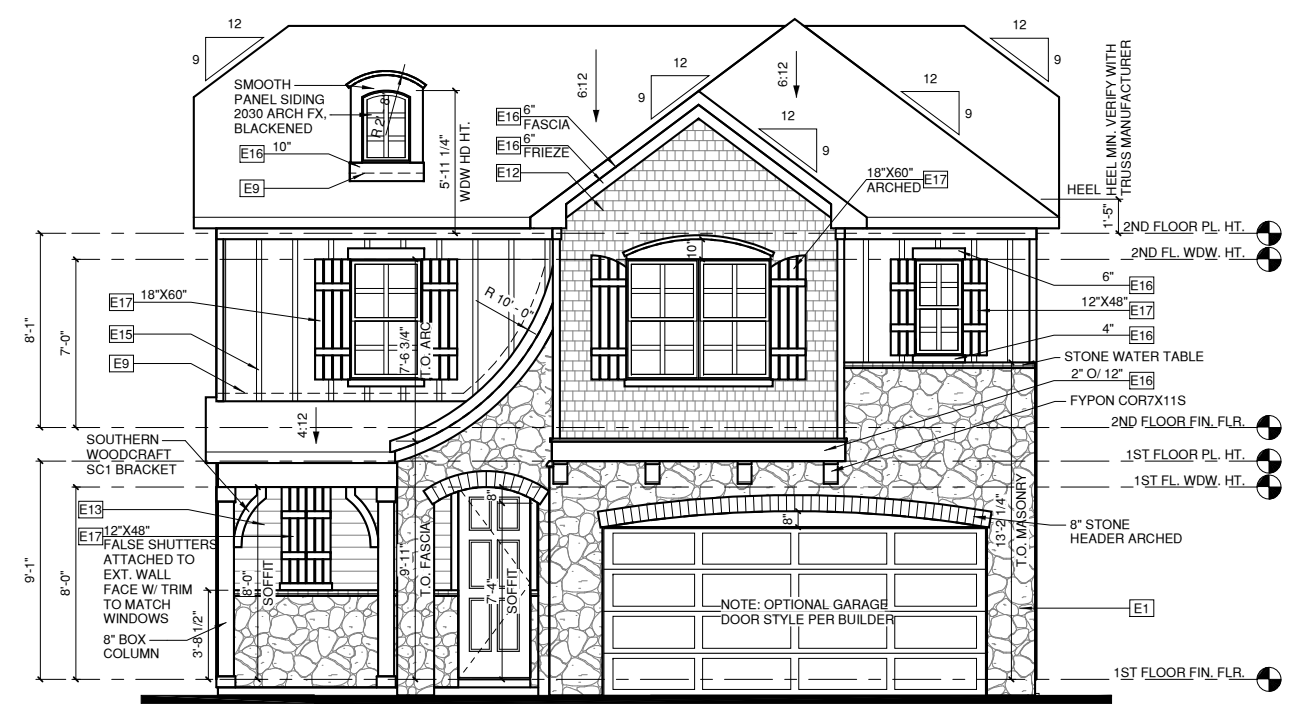 12
9
12
9
SMOOTH
PANEL SIDING
2030 ARCH FX,
BLACKENED
R 2' 8"
E16 10"
E9
5'-11 1/4"
WDW HD HT.
6:12
12
9
6:12
12
9
12
9
E16 6"
FASCIA
E16 6"
FRIEZE
E12
18"X60"
ARCHED E17
HEEL MIN. VERIFY WITH
TRUSS MANUFACTURER
HEEL
1'-5"
2ND FLOOR PL. HT.
2ND FL. WDW. HT.
10"
6"
E16
12"X48"
E17
4"
E16
STONE WATER TABLE
2" O/ 12"
E16
FYPON COR7X11S
2ND FLOOR FIN. FLR.
1ST FLOOR PL. HT.
1ST FL. WDW. HT.
8'-1"
7'-0"
E17 18"X60"
E15
E9
R 10' - 0"
7'-6 3/4"
T.O. ARC
4:12
SOUTHERN
WOODCRAFT
SC1 BRACKET
E13
E17 12"X48"
FALSE SHUTTERS
ATTACHED TO
EXT. WALL
FACE W/ TRIM
TO MATCH
WINDOWS
8" BOX
COLUMN
9'-1"
8'-0"
3'-8 1/2"
8'-0"
SOFFIT
9'-11"
T.O. FASCIA
8"
7'-4"
SOFFIT
8"
13'-2 1/4"
T.O. MASONRY
8" STONE
HEADER ARCHED
E1
NOTE: OPTIONAL GARAGE
DOOR STYLE PER BUILDER
1ST FLOOR FIN. FLR.